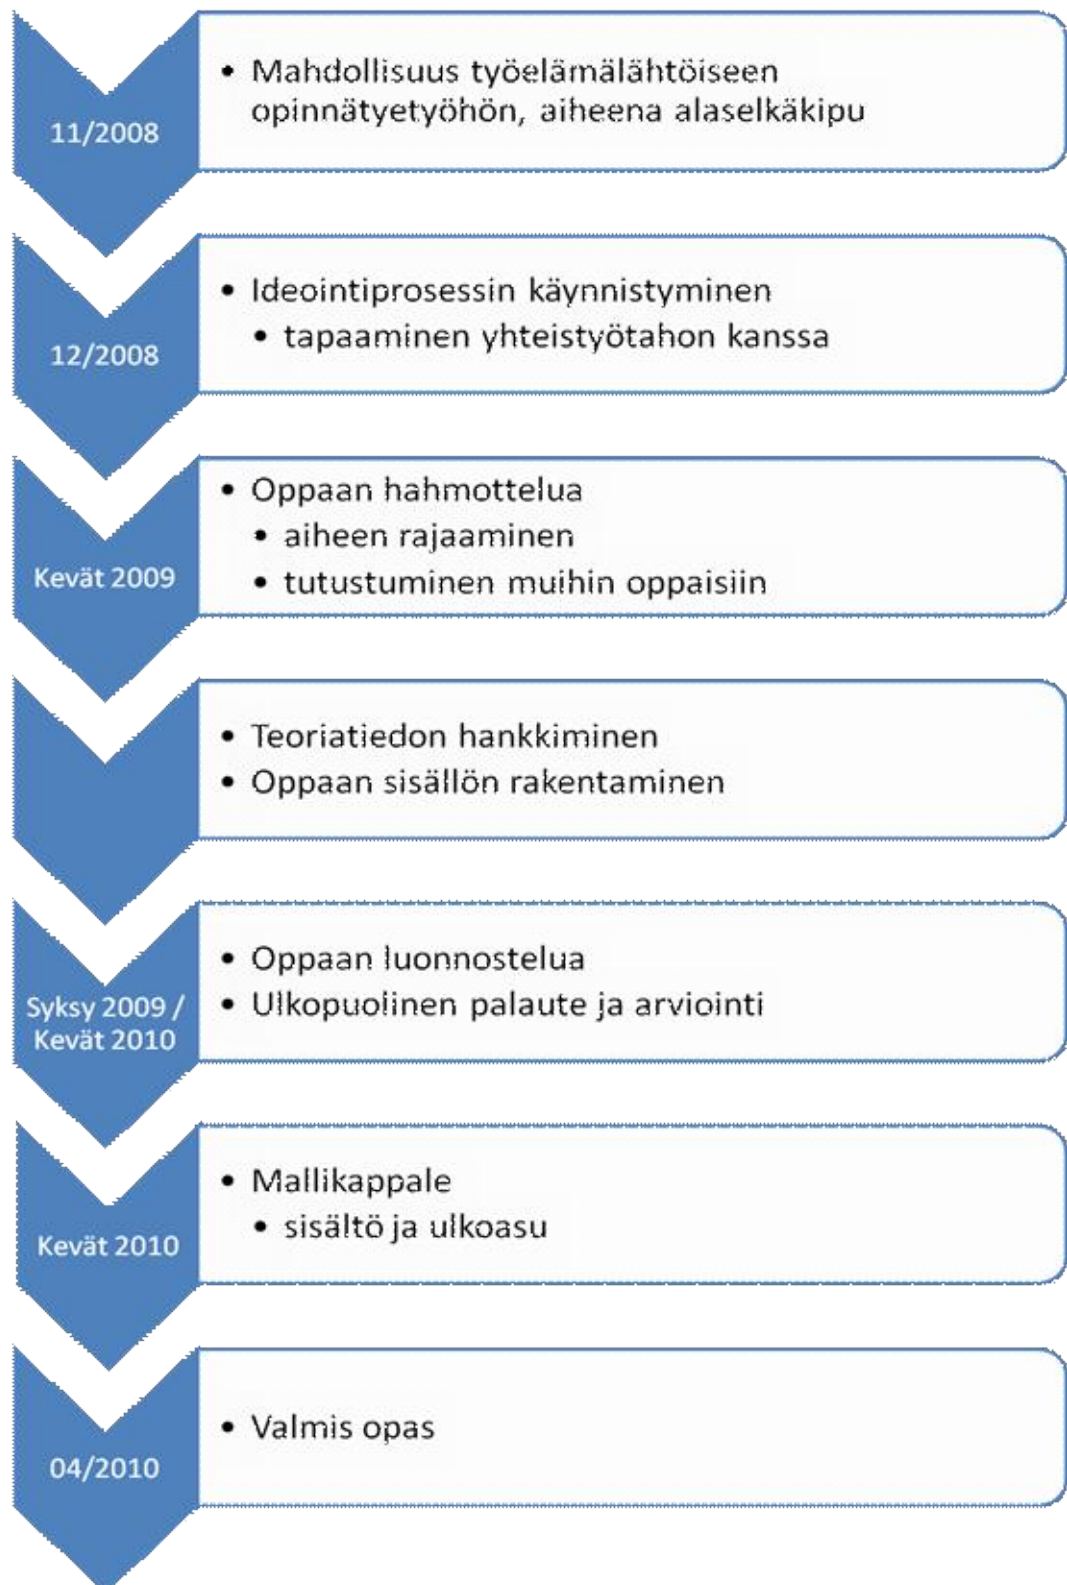 11/2008
• Mahdollisuus työelämälähtöiseen
opinnätyetyöhön, aiheena alaselkäkipu
12/2008
• Ideointiprosessin käynnistyminen
• tapaaminen yhteistyötahon kanssa
Kevät 2009
• Oppaan hahmottelua
• aiheen rajaaminen
• tutustuminen muihin oppaisiin
• Teoriatiedon hankkiminen
• Oppaan sisällön rakentaminen
Syksy 2009 /
Kevät 2010
• Oppaan luonnostelua
• Ulkopuolinen palaute ja arviointi
Kevät 2010
• Mallikappale
• sisältö ja ulkoasu
04/2010
• Valmis opas